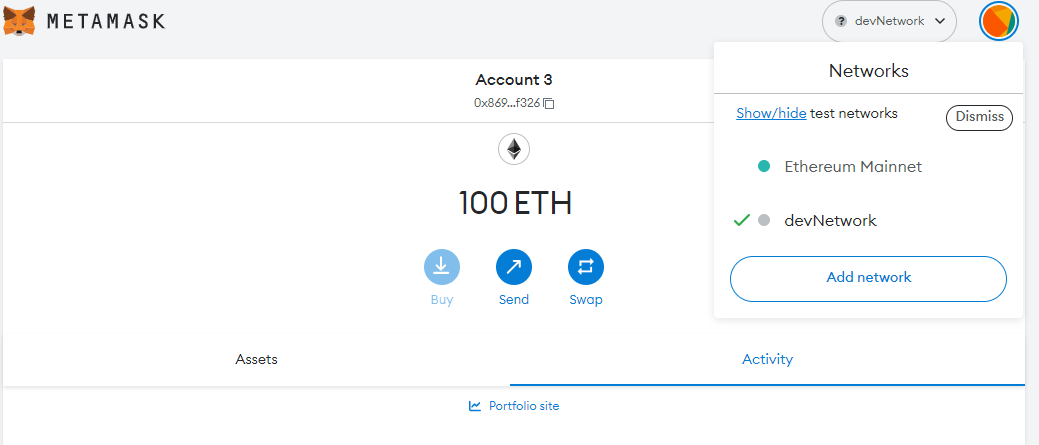 METAMASK
? devNetwork
Account 3
0x869...f326
100 ETH
Buy
Send
Swap
Networks
Show/hide test networks
Dismiss
Ethereum Mainnet
devNetwork
Add network
Assets
Activity
Portfolio site